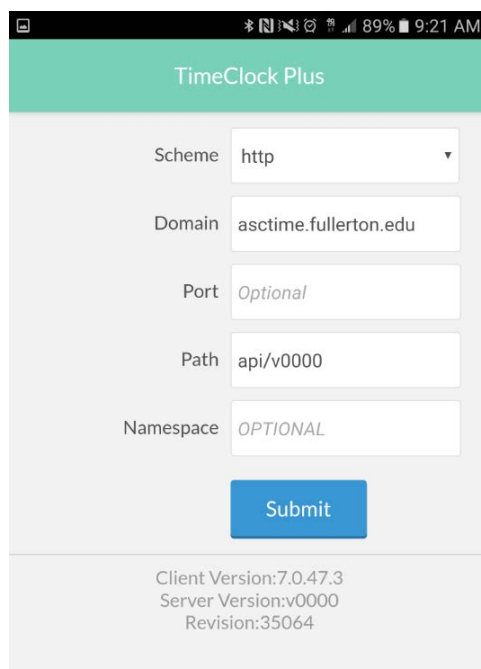 89% 9:21 AM
TimeClock Plus
Scheme http
Domain asctime.fullerton.edu
Port Optional
Path api/v0000
Namespace OPTIONAL
Submit
Client Version:7.0.47.3
Server Version:v0000
Revision:35064